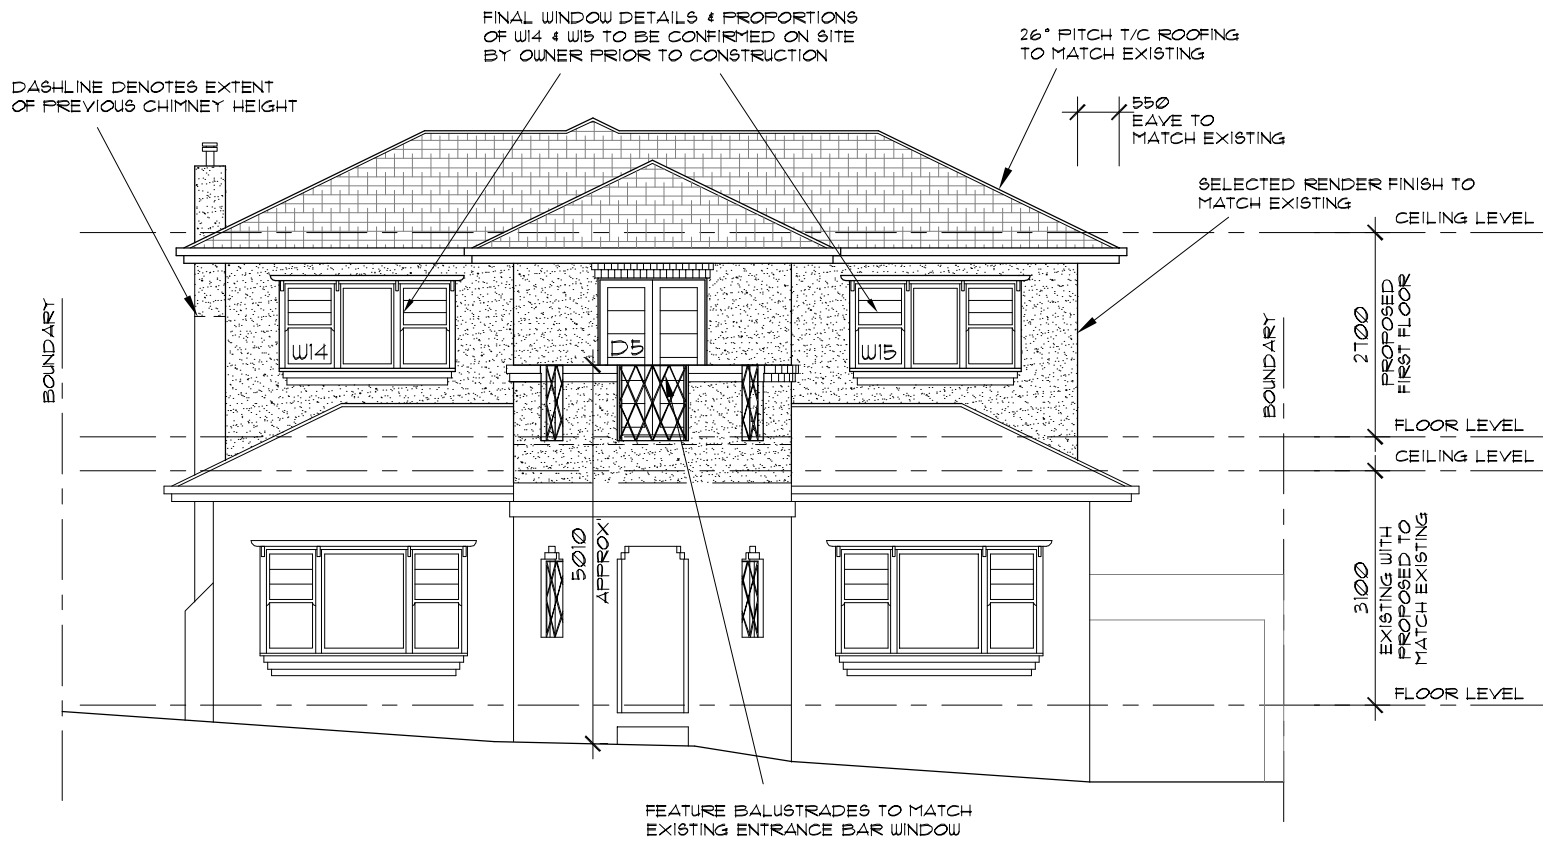 FINAL WINDOW DETAILS & PROPORTIONS
OF W14 & W15 TO BE CONFIRMED ON SITE
BY OWNER PRIOR TO CONSTRUCTION
26° PITCH T/C ROOFING
TO MATCH EXISTING
DASHLINE DENOTES EXTENT
OF PREVIOUS CHIMNEY HEIGHT
550
EAVE TO
MATCH EXISTING
SELECTED RENDER FINISH TO
MATCH EXISTING
CEILING LEVEL
BOUNDARY
W14
D5
W15
BOUNDARY
2700
PROPOSED
FIRST FLOOR
FLOOR LEVEL
CEILING LEVEL
5010
APPROX'
3100
EXISTING WITH
PROPOSED TO
MATCH EXISTING
FLOOR LEVEL
FEATURE BALUSTRADES TO MATCH
EXISTING ENTRANCE BAR WINDOW